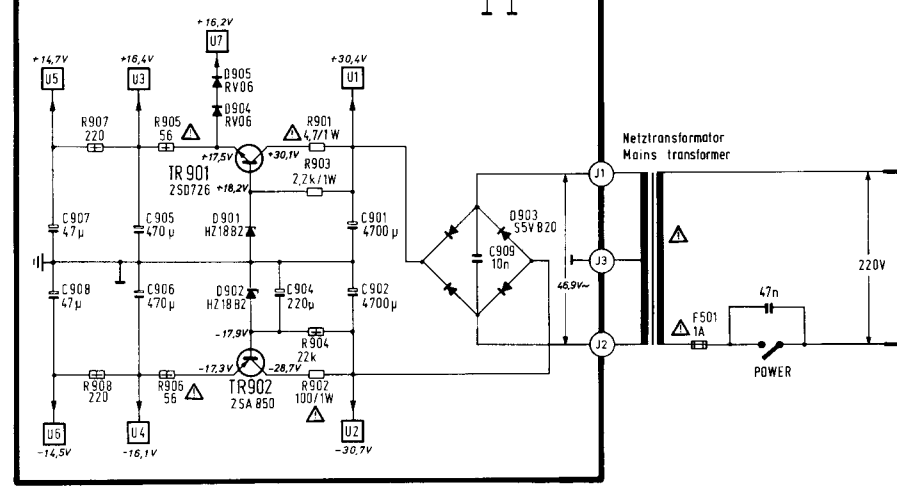 +16,2V
U7
+14,7V
U5
+16,4V
U3
D905
RV06
D904
RV06
+30,4V
U1
R907
220
R905
56
R901
4,7/1W
+17,5V
+30,1V
TR901
2SD726
+18,2V
R903
2,2k/1W
C907
47µ
C905
470µ
D901
HZ18B2
C901
4700µ
C908
47µ
C906
470µ
D902
HZ18B2
C904
220µ
C902
4700µ
-17,9V
R904
22k
-17,3V
-28,7V
TR902
2SA850
R908
220
R906
56
R902
100/1W
U6
-14,5V
U4
-16,1V
U2
-30,7V
D903
S5VB20
C909
10n
46,9V~
J1
J3
J2
Netztransformator
Mains transformer
220V
47n
F501
1A
POWER